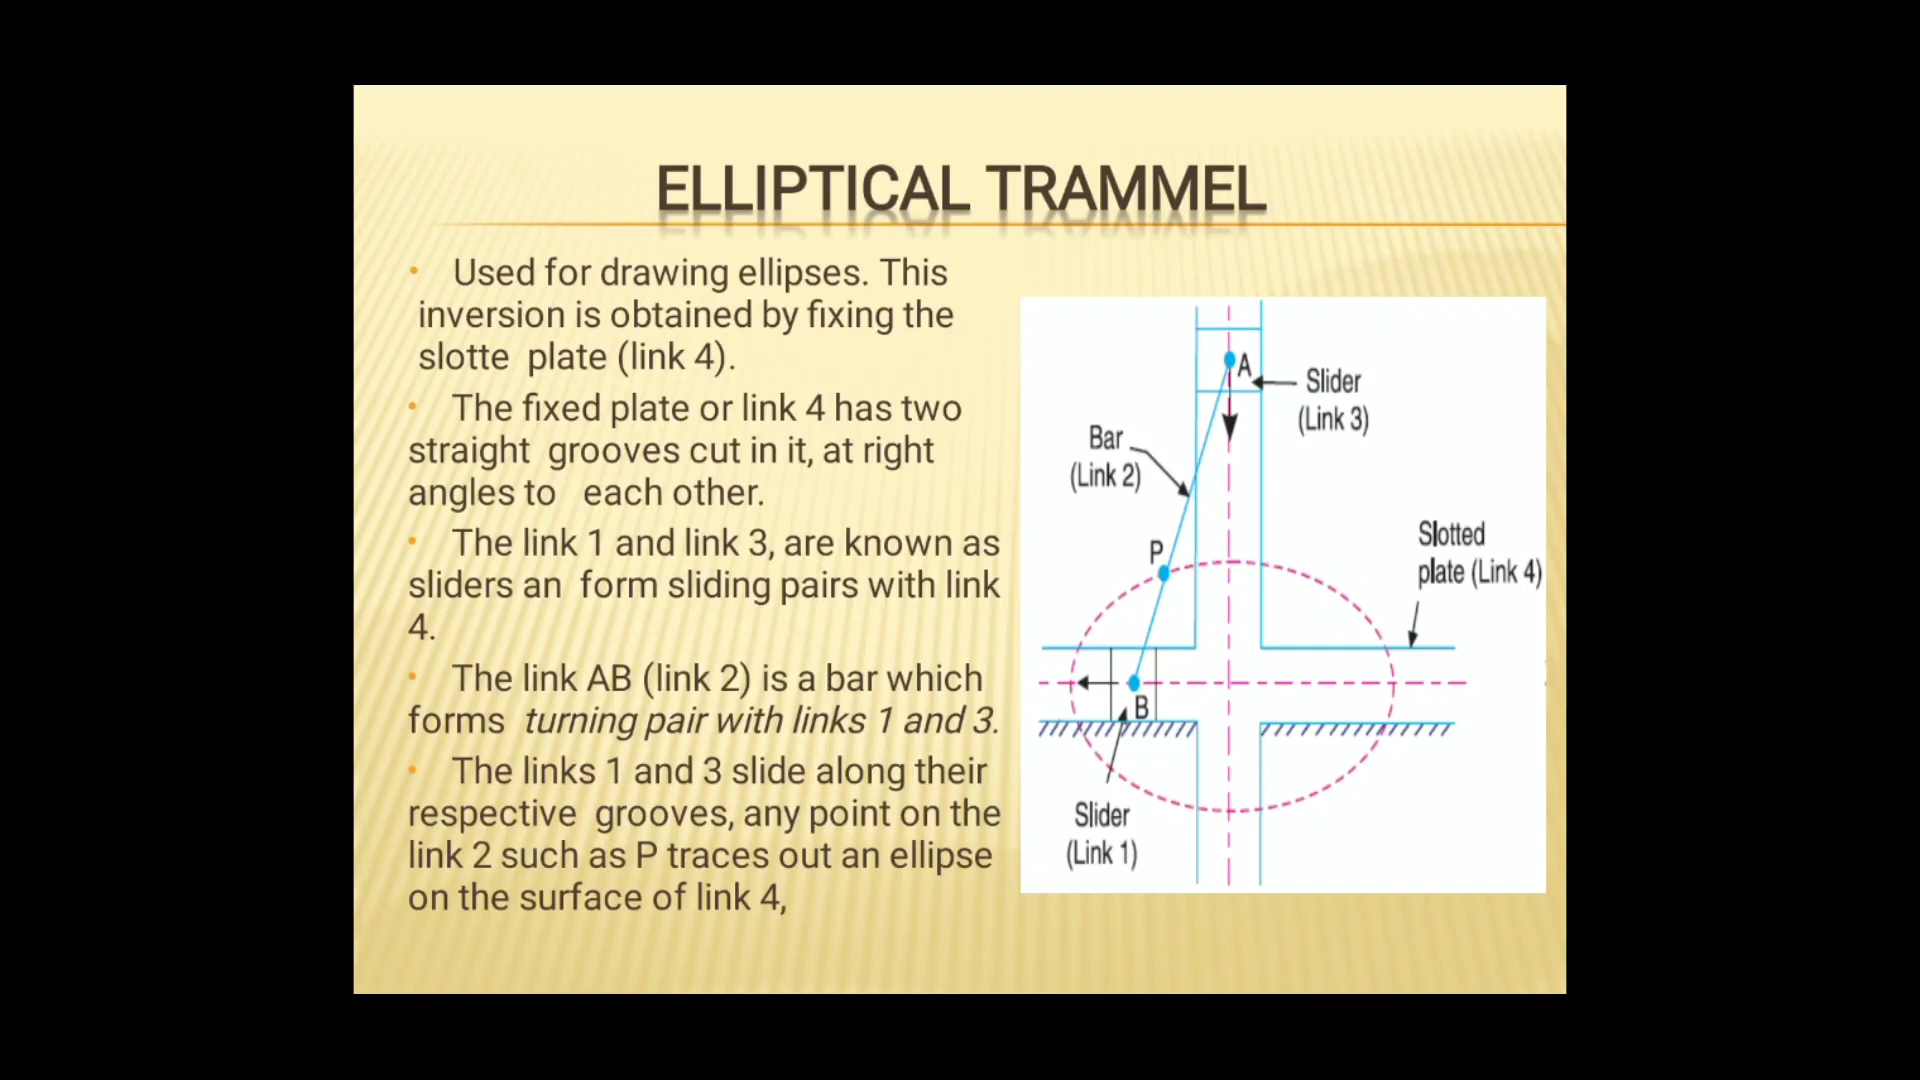 ELLIPTICAL TRAMMEL
• Used for drawing ellipses. This
inversion is obtained by fixing the
slotte plate (link 4).
• The fixed plate or link 4 has two
straight grooves cut in it, at right
angles to each other.
• The link 1 and link 3, are known as
sliders an form sliding pairs with link
4.
• The link AB (link 2) is a bar which
forms turning pair with links 1 and 3.
• The links 1 and 3 slide along their
respective grooves, any point on the
link 2 such as P traces out an ellipse
on the surface of link 4,
A
Slider
(Link 3)
Bar
(Link 2)
P
Slotted
plate (Link 4)
B
Slider
(Link 1)